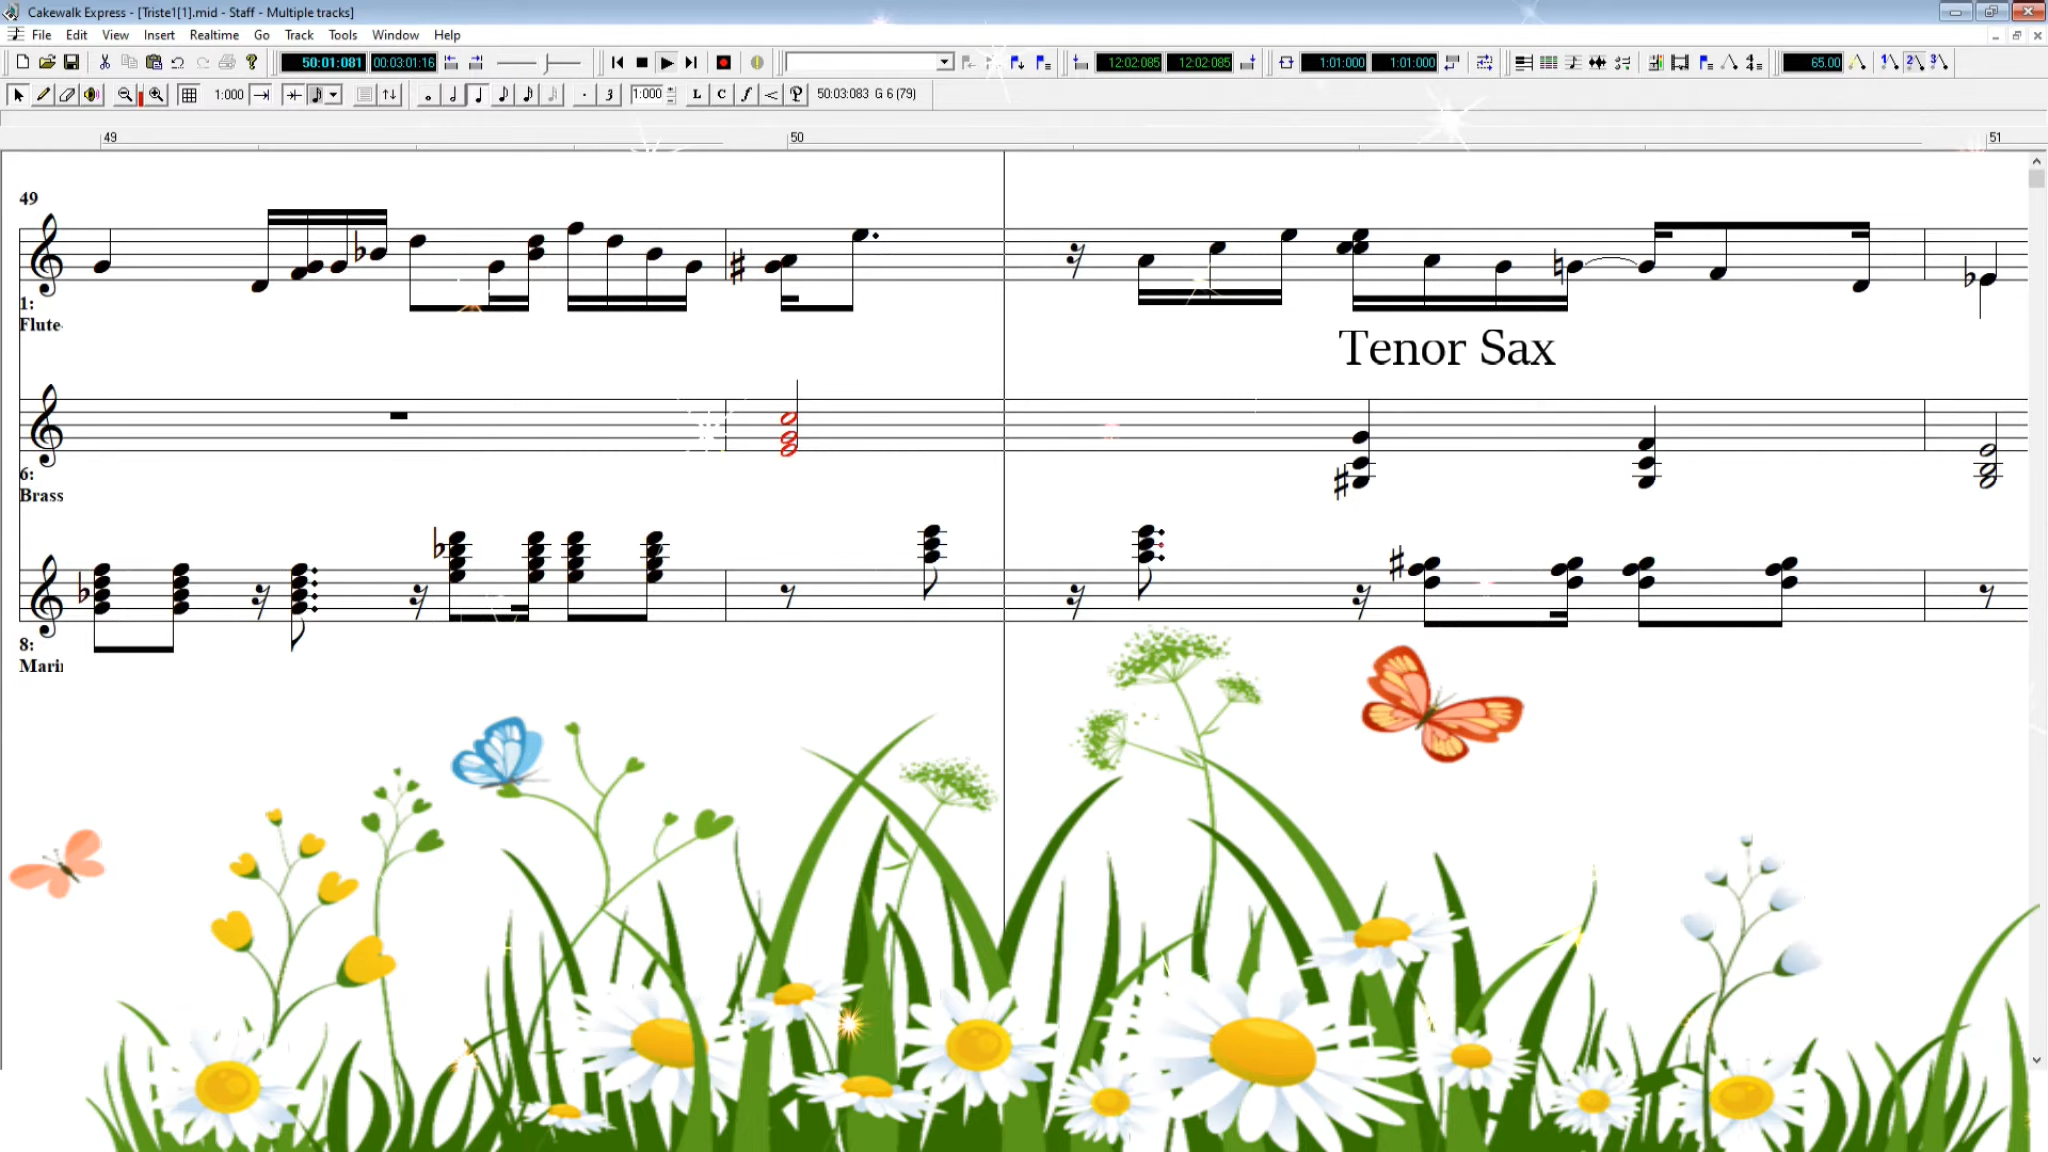 Cakewalk Express - [Triste1[1].mid - Staff - Multiple tracks]
File Edit View Insert Realtime Go Track Tools Window Help
50:01:081 00:03:01:16 12:02:085 12:02:085 1:01:000 1:01:000 65.00
1:000 3 1:000 L C 50:03:083 G 6 (79)
49 50 51
49
1:
Flute-
Tenor Sax
6:
Brass
8:
Mari